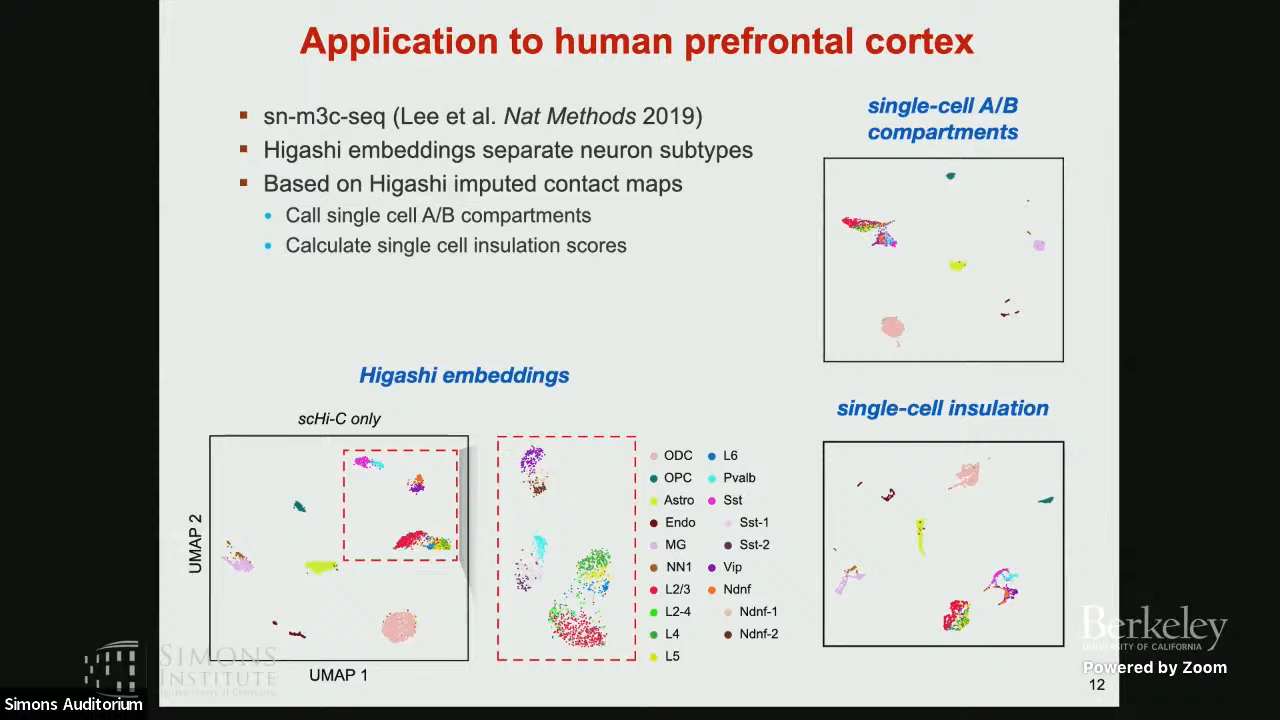 Application to human prefrontal cortex
sn-m3c-seq (Lee et al. Nat Methods 2019)
Higashi embeddings separate neuron subtypes
Based on Higashi imputed contact maps
Call single cell A/B compartments
Calculate single cell insulation scores
single-cell A/B
compartments
Higashi embeddings
scHi-C only
UMAP 2
UMAP 1
ODC
OPC
Astro
Endo
MG
NN1
L2/3
L2-4
L4
L5
L6
Pvalb
Sst
Sst-1
Sst-2
Vip
Ndnf
Ndnf-1
Ndnf-2
single-cell insulation
SIMONS
INSTITUTE
Berkeley
UNIVERSITY OF CALIFORNIA
Powered by Zoom
12
Simons Auditorium